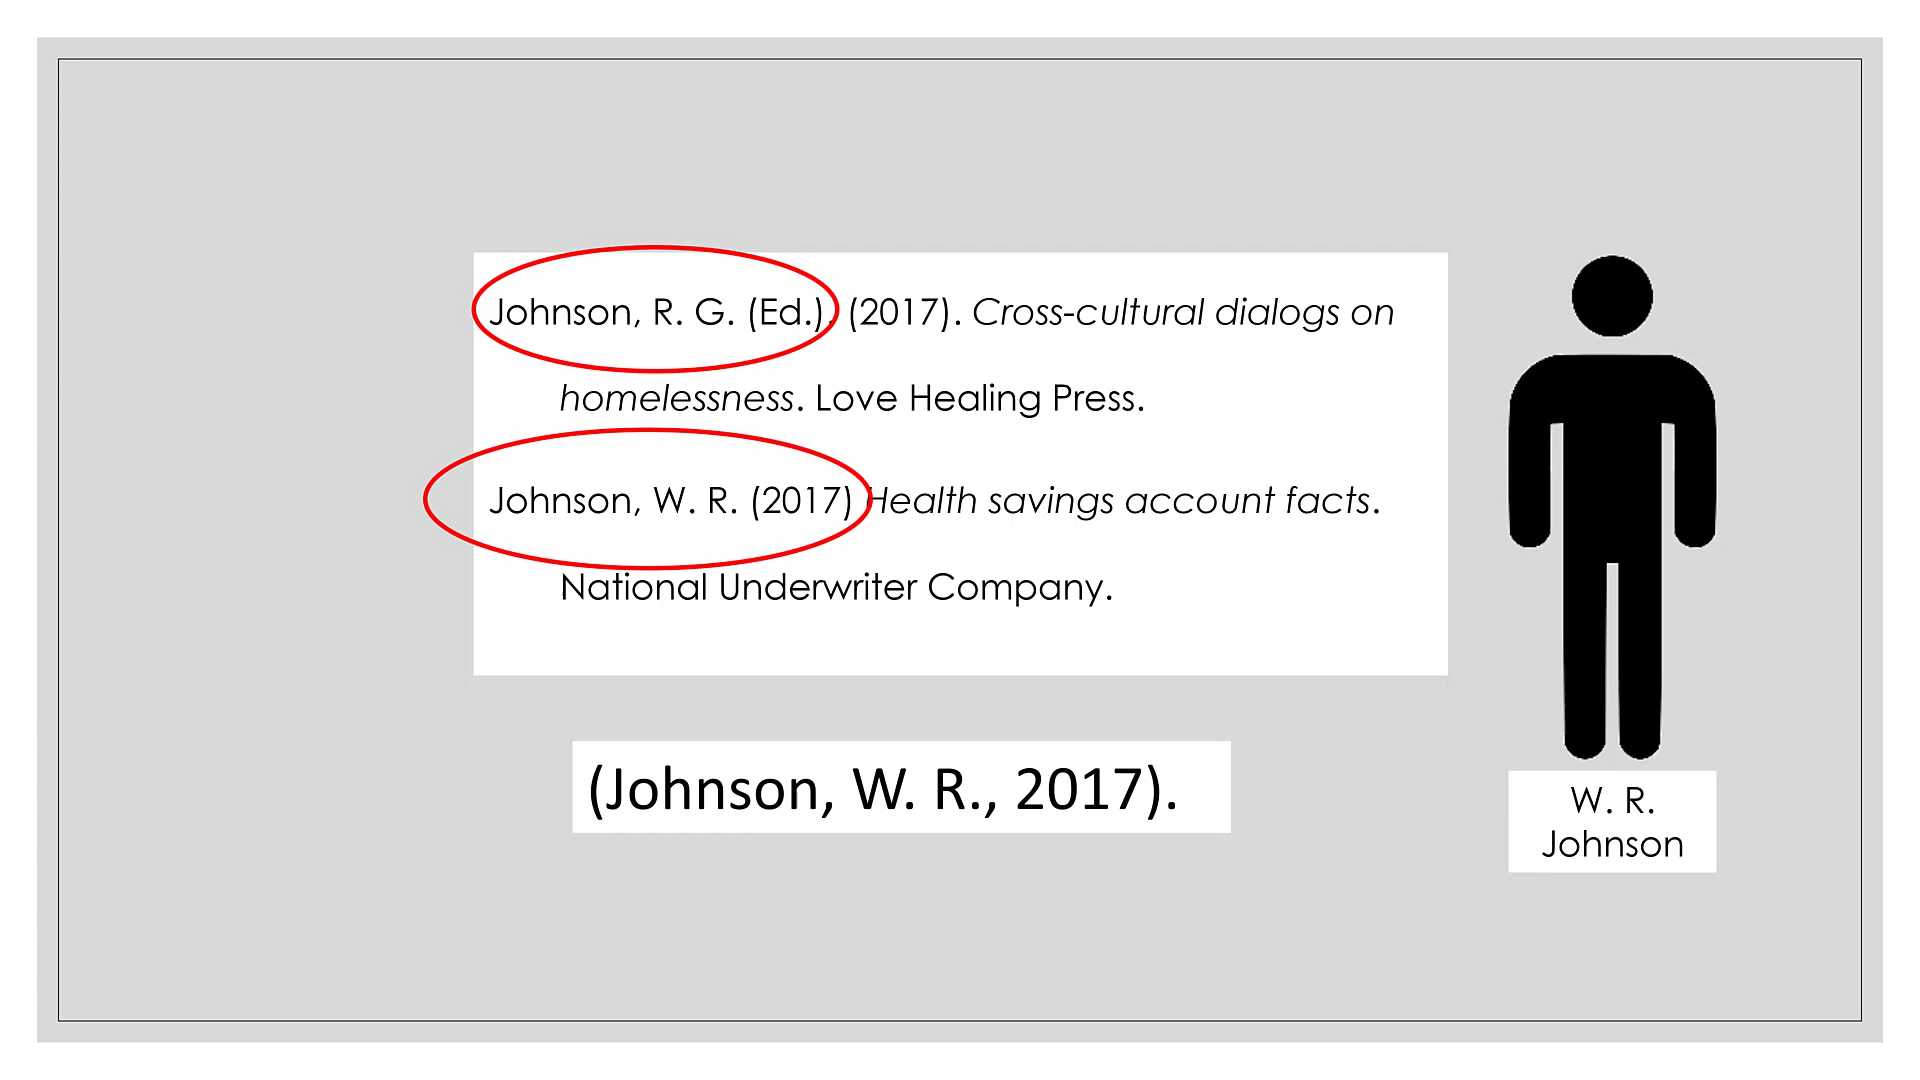 Johnson, R. G. (Ed.). (2017). Cross-cultural dialogs on
homelessness. Love Healing Press.
Johnson, W. R. (2017) Health savings account facts.
National Underwriter Company.
(Johnson, W. R., 2017).
W. R.
Johnson